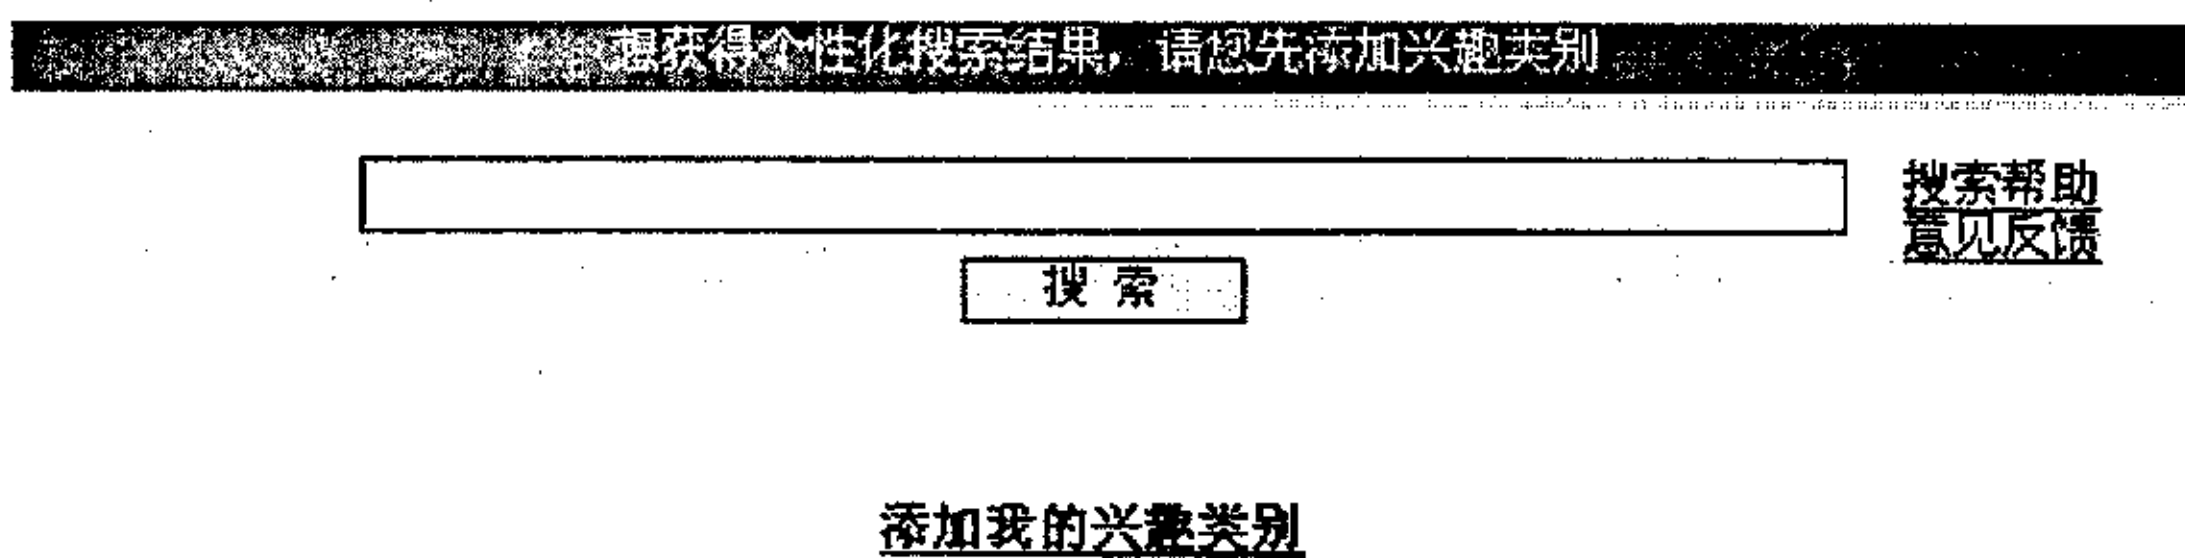 想获得个性化搜索结果，请您先添加兴趣类别
搜索帮助
意见反馈
搜 索
添加我的兴趣类别